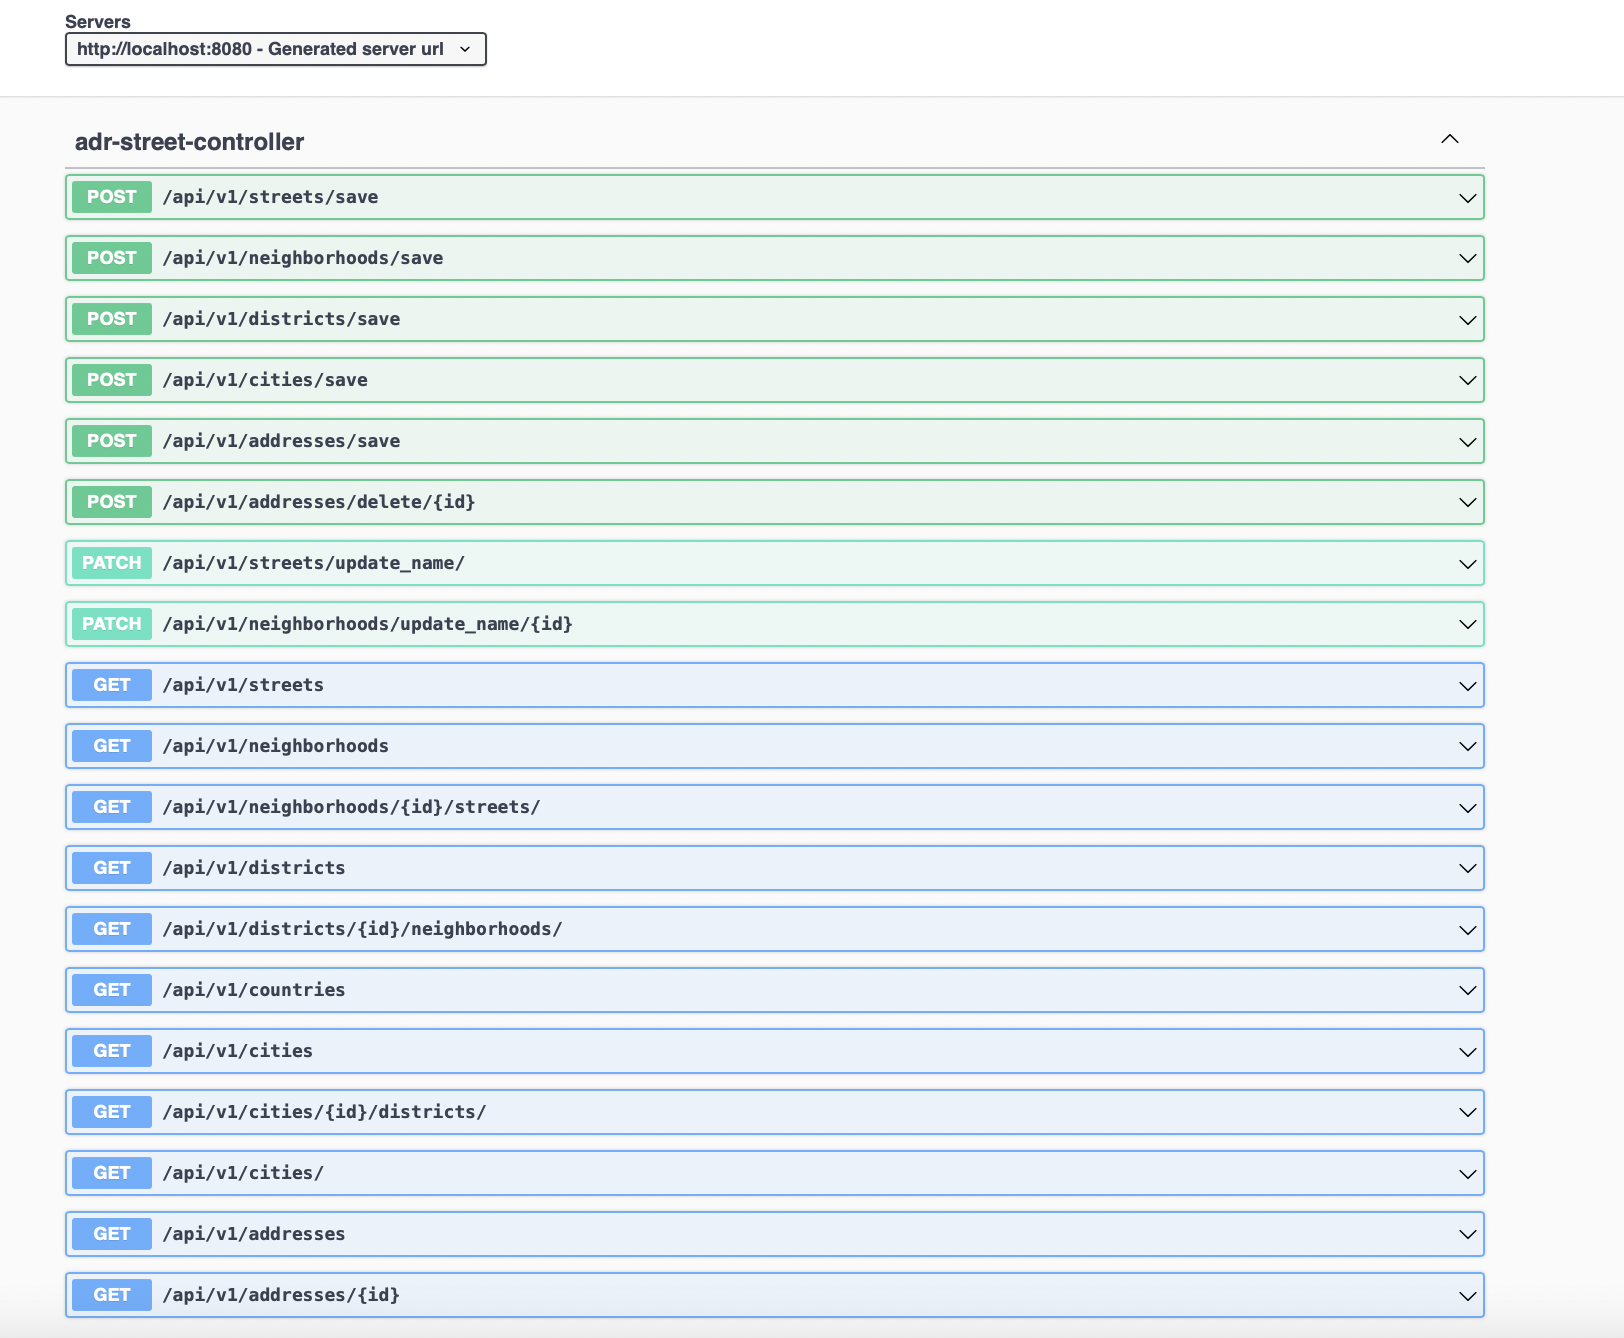 Servers
http://localhost:8080 - Generated server url
adr-street-controller
POST /api/v1/streets/save
POST /api/v1/neighborhoods/save
POST /api/v1/districts/save
POST /api/v1/cities/save
POST /api/v1/addresses/save
POST /api/v1/addresses/delete/{id}
PATCH /api/v1/streets/update_name/
PATCH /api/v1/neighborhoods/update_name/{id}
GET /api/v1/streets
GET /api/v1/neighborhoods
GET /api/v1/neighborhoods/{id}/streets/
GET /api/v1/districts
GET /api/v1/districts/{id}/neighborhoods/
GET /api/v1/countries
GET /api/v1/cities
GET /api/v1/cities/{id}/districts/
GET /api/v1/cities/
GET /api/v1/addresses
GET /api/v1/addresses/{id}